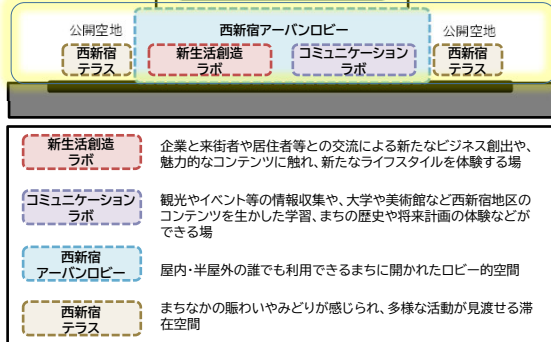 公開空地
西新宿アーバンロビー
公開空地
西新宿
テラス
新生活創造
ラボ
コミュニケーション
ラボ
西新宿
テラス
新生活創造
ラボ
企業と来街者や居住者等との交流による新たなビジネス創出や、
魅力的なコンテンツに触れ、新たなライフスタイルを体験する場
コミュニケーション
ラボ
観光やイベント等の情報収集や、大学や美術館など西新宿地区の
コンテンツを生かした学習、まちの歴史や将来計画の体験などが
できる場
西新宿
アーバンロビー
屋内・半屋外の誰でも利用できるまちに開かれたロビー的空間
西新宿
テラス
まちなかの賑わいやみどりが感じられ、多様な活動が見渡せる滞
在空間